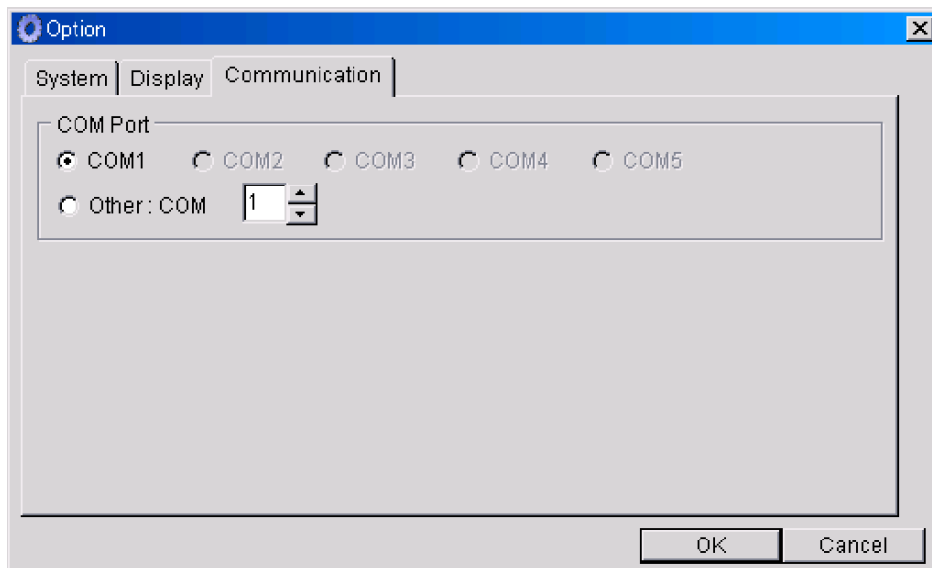 Option
System Display Communication
COM Port
COM1 COM2 COM3 COM4 COM5
Other : COM 1
OK Cancel